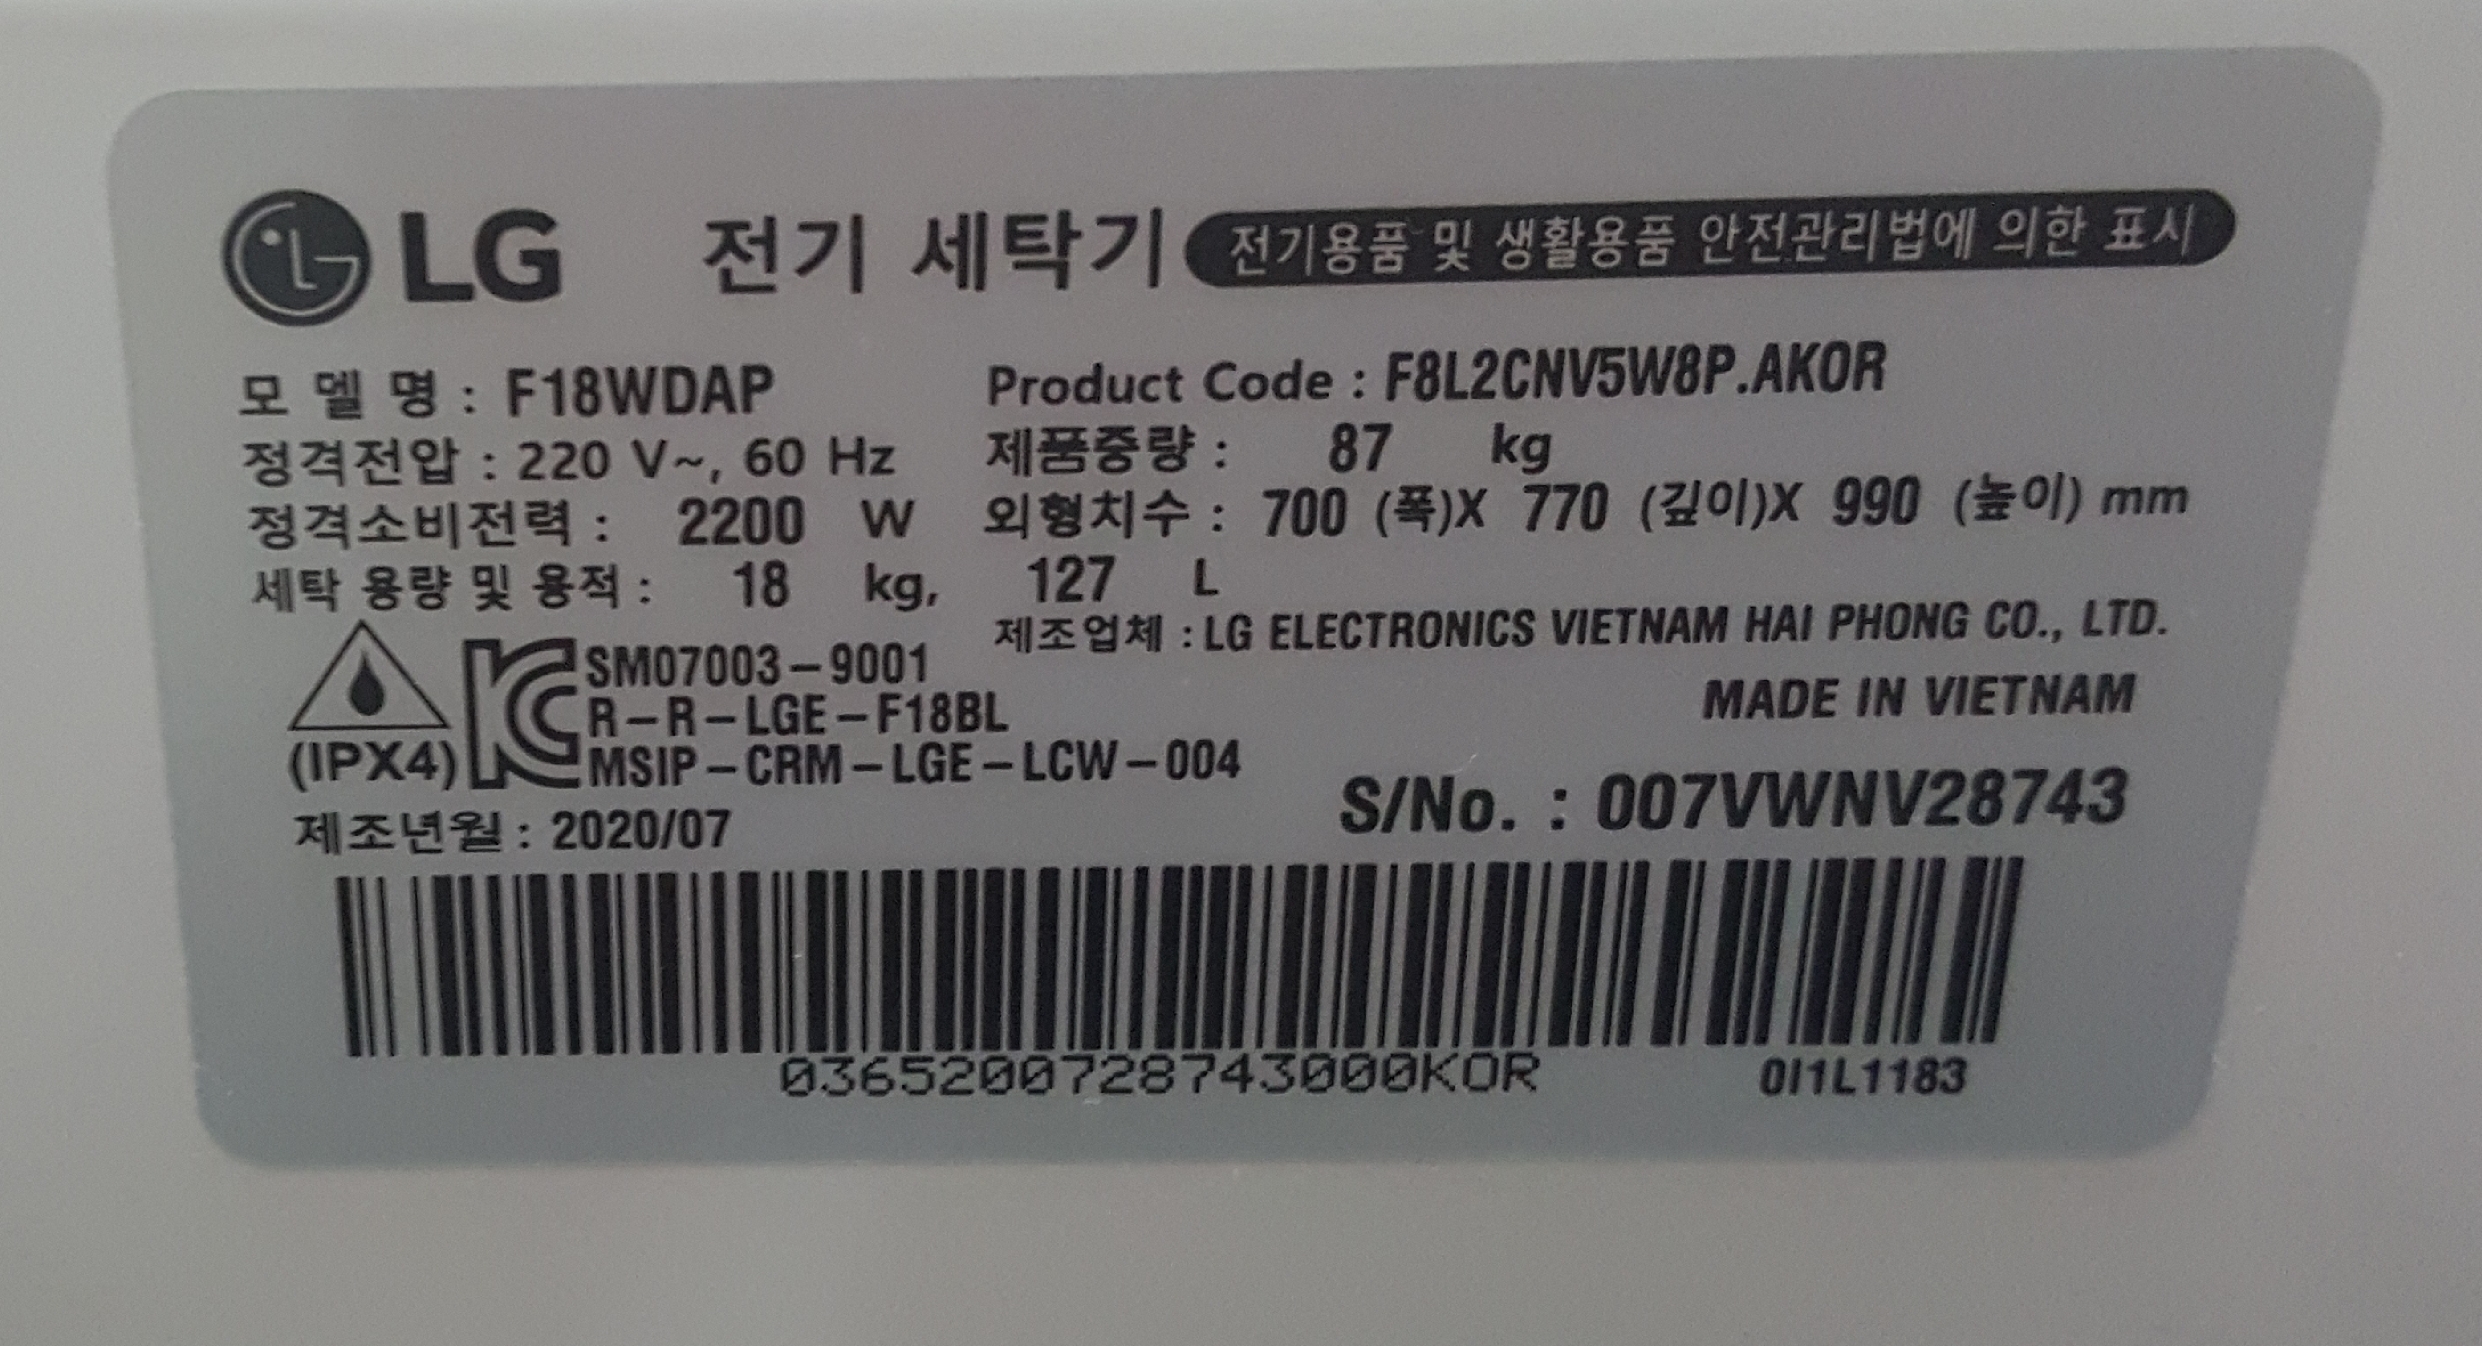 LG 전기 세탁기 전기용품 및 생활용품 안전관리법에 의한 표시
모 델 명 : F18WDAP Product Code : F8L2CNV5W8P.AKOR
정격전압 : 220 V~, 60 Hz 제품중량 : 87 kg
정격소비전력 : 2200 W 외형치수 : 700 (폭)X 770 (깊이)X 990 (높이) mm
세탁 용량 및 용적 : 18 kg, 127 L
제조업체 : LG ELECTRONICS VIETNAM HAI PHONG CO., LTD.
SM07003-9001
R-R-LGE-F18BL
MADE IN VIETNAM
(IPX4) MSIP-CRM-LGE-LCW-004
S/No. : 007VWNV28743
제조년월 : 2020/07
0365200728743000KOR 0I1L1183